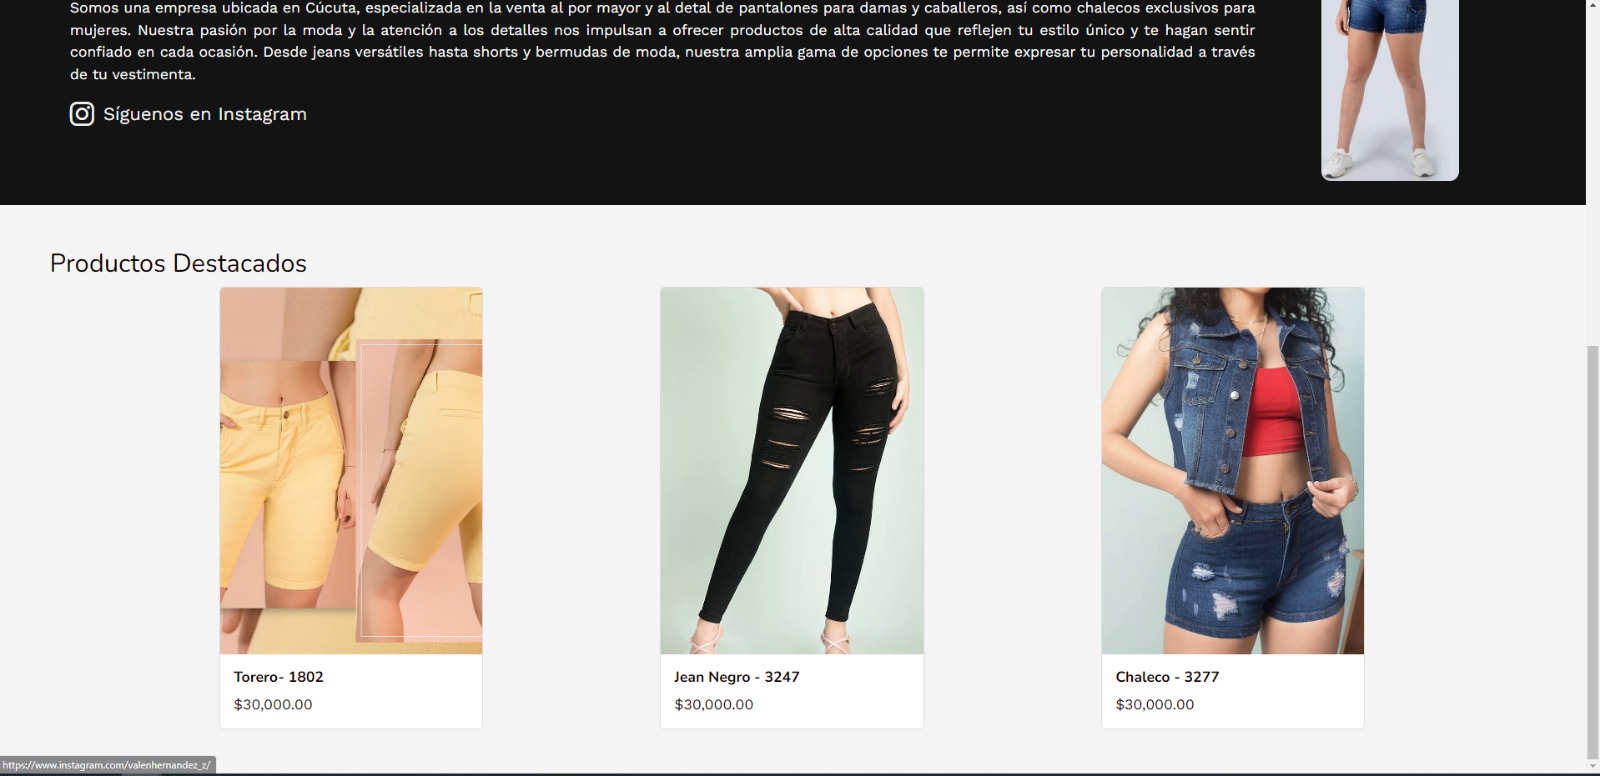 Somos una empresa ubicada en Cúcuta, especializada en la venta al por mayor y al detal de pantalones para damas y caballeros, así como chalecos exclusivos para
mujeres. Nuestra pasión por la moda y la atención a los detalles nos impulsan a ofrecer productos de alta calidad que reflejen tu estilo único y te hagan sentir
confiado en cada ocasión. Desde jeans versátiles hasta shorts y bermudas de moda, nuestra amplia gama de opciones te permite expresar tu personalidad a través
de tu vestimenta.
Síguenos en Instagram
Productos Destacados
Torero- 1802
$30,000.00
Jean Negro - 3247
$30,000.00
Chaleco - 3277
$30,000.00
https://www.instagram.com/valenhernandez_z/